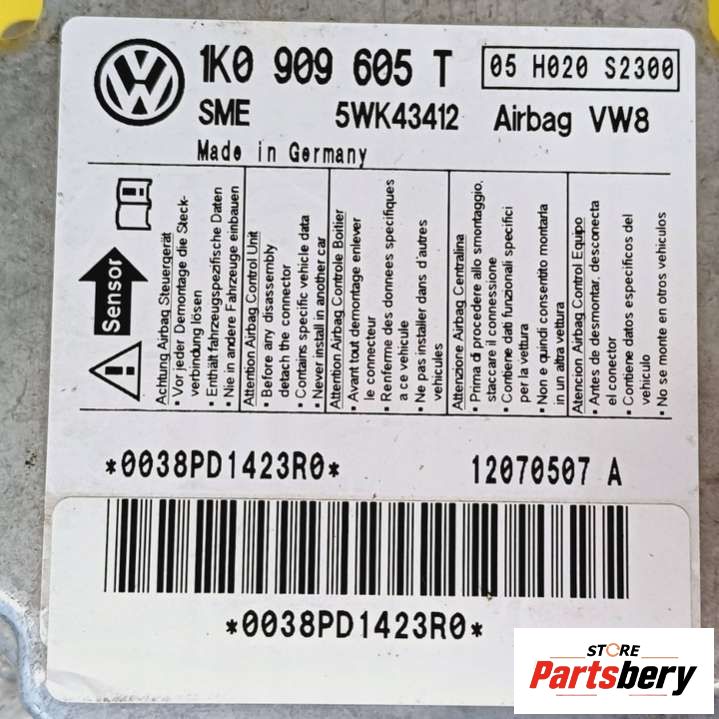 1K0 909 605 T
05 H020 S2300
SME
5WK43412
Airbag VW8
Made in Germany
Sensor
Achtung Airbag Steuergerät
• Vor jeder Demontage die Steck-
verbindung lösen
• Enthält fahrzeugspezifische Daten
• Nie in andere Fahrzeuge einbauen
Attention Airbag Control Unit
• Before any disassembly
detach the connector
• Contains specific vehicle data
• Never install in another car
Attention Airbag Controle Boitier
• Avant tout demontage enlever
le connecteur
• Renferme des donnees specifiques
a ce vehicule
• Ne pas installer dans d'autres
vehicules
Attenzione Airbag Centralina
• Prima di procedere allo smontaggio,
staccare il connessione
• Contiene dati funzionali specifici
per la vettura
• Non e quindi consentito montarla
in un altra vettura
Atencion Airbag Control Equipo
• Antes de desmontar, desconecta
el conector
• Contiene datos especificos del
vehiculo
• No se monte en otros vehiculos
*0038PD1423R0*
12070507 A
*0038PD1423R0*
STORE
Partsbery